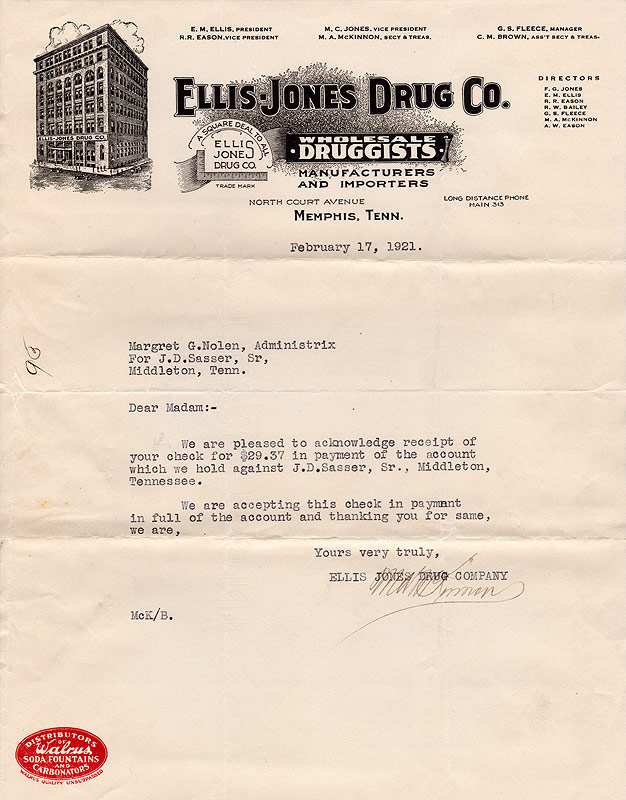 E. M. ELLIS, PRESIDENT
R. R. EASON, VICE PRESIDENT
M. C. JONES, VICE PRESIDENT
M. A. McKINNON, SECY & TREAS.
G. S. FLEECE, MANAGER
C. M. BROWN, ASS'T SECY & TREAS.
ELLIS-JONES DRUG CO.
ELLIS-JONES DRUG CO.
DIRECTORS
F. G. JONES
E. M. ELLIS
R. R. EASON
R. W. BAILEY
G. S. FLEECE
M. A. McKINNON
A. W. EASON
A SQUARE DEAL TO ALL
ELLIS
JONES
DRUG CO.
TRADE MARK
WHOLESALE
DRUGGISTS
MANUFACTURERS
AND IMPORTERS
NORTH COURT AVENUE
MEMPHIS, TENN.
LONG DISTANCE PHONE
MAIN 313
February 17, 1921.
Margret G.Nolen, Administrix
For J.D.Sasser, Sr,
Middleton, Tenn.
Dear Madam:-
We are pleased to acknowledge receipt of
your check for $29.37 in payment of the account
which we hold against J.D.Sasser, Sr., Middleton,
Tennessee.
We are accepting this check in paymnt
in full of the account and thanking you for same,
we are,
Yours very truly,
ELLIS JONES DRUG COMPANY
McK/B.
DISTRIBUTORS
OF
Walrus
SODA FOUNTAINS
AND
CARBONATORS
WALRUS QUALITY UNSURPASSED